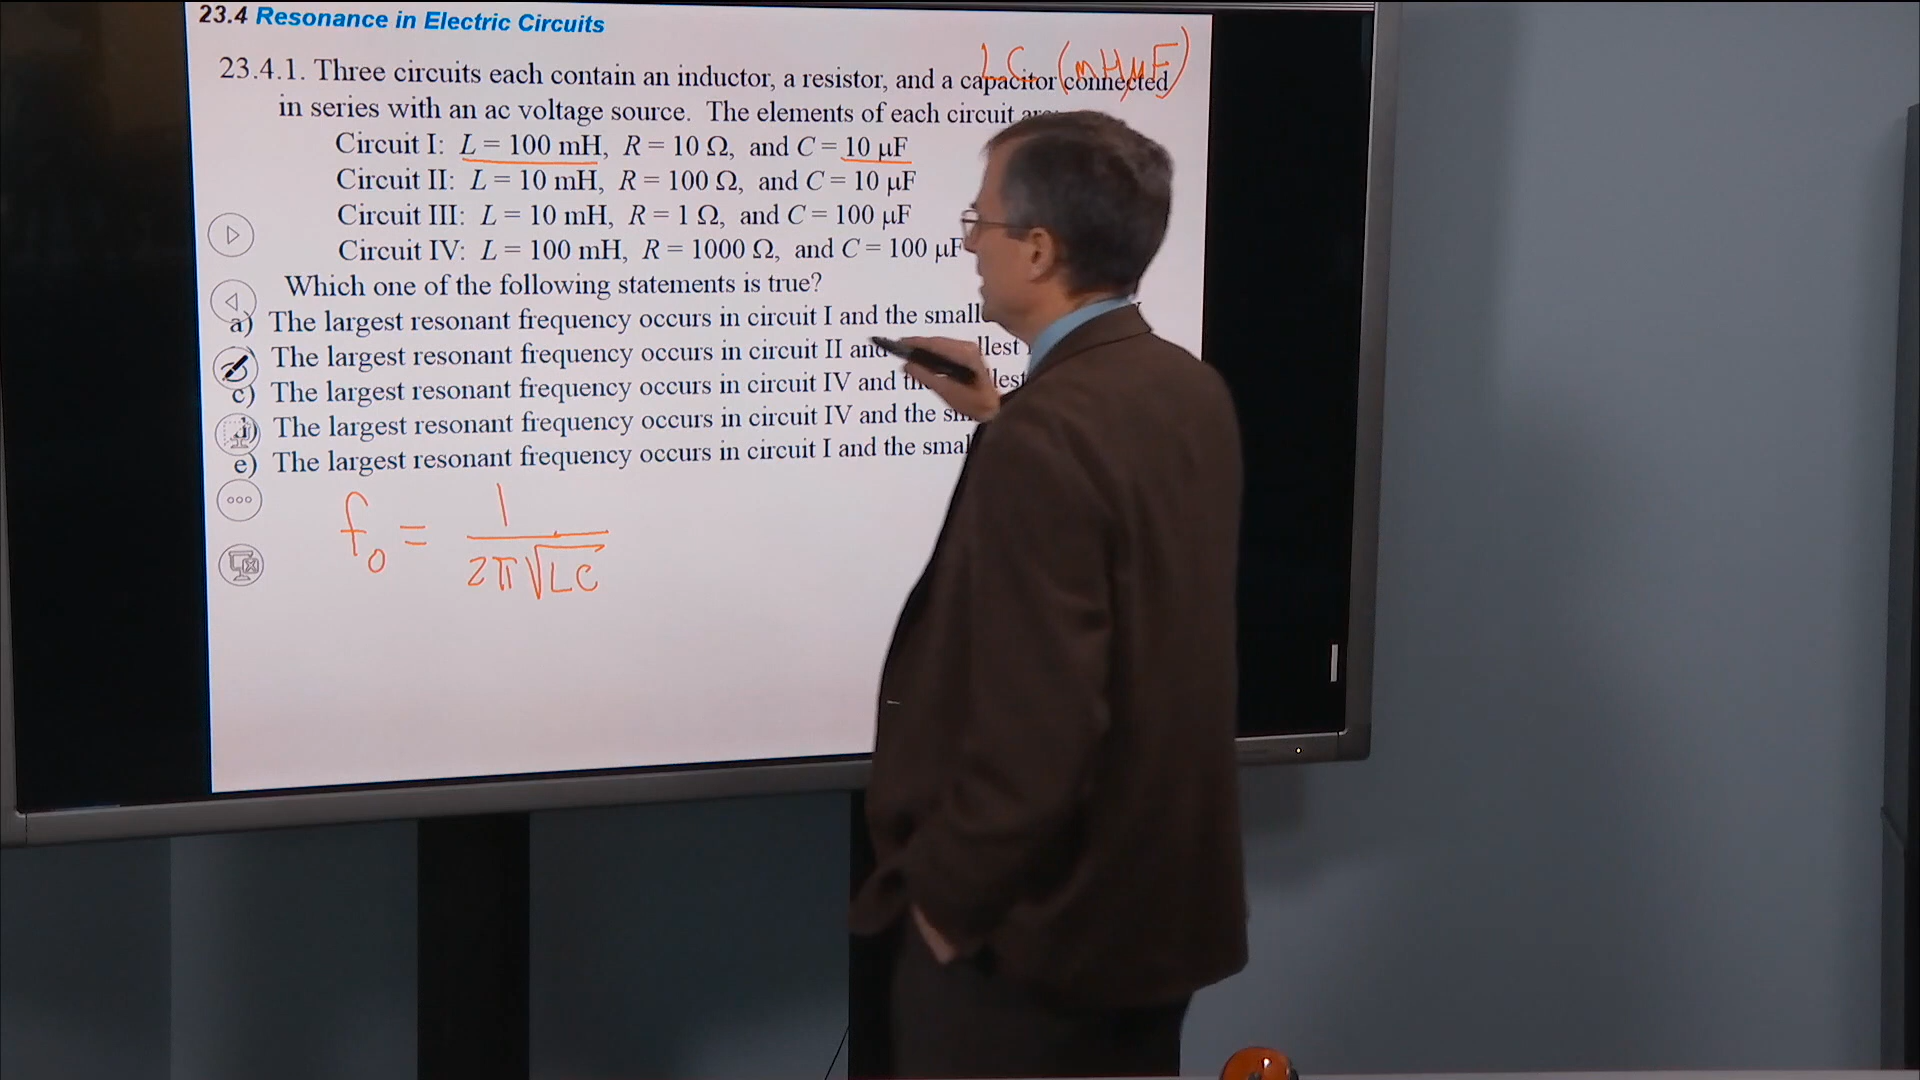 23.4 Resonance in Electric Circuits
LC (mHμF)
23.4.1. Three circuits each contain an inductor, a resistor, and a capacitor connected
in series with an ac voltage source. The elements of each circuit are
Circuit I: L = 100 mH, R = 10 Ω, and C = 10 μF
Circuit II: L = 10 mH, R = 100 Ω, and C = 10 μF
Circuit III: L = 10 mH, R = 1 Ω, and C = 100 μF
Circuit IV: L = 100 mH, R = 1000 Ω, and C = 100 μF
Which one of the following statements is true?
a) The largest resonant frequency occurs in circuit I and the
The largest resonant frequency occurs in circuit II and
c) The largest resonant frequency occurs in circuit IV and
d) The largest resonant frequency occurs in circuit IV and the
e) The largest resonant frequency occurs in circuit I and the
f₀ = 1 / 2π√LC